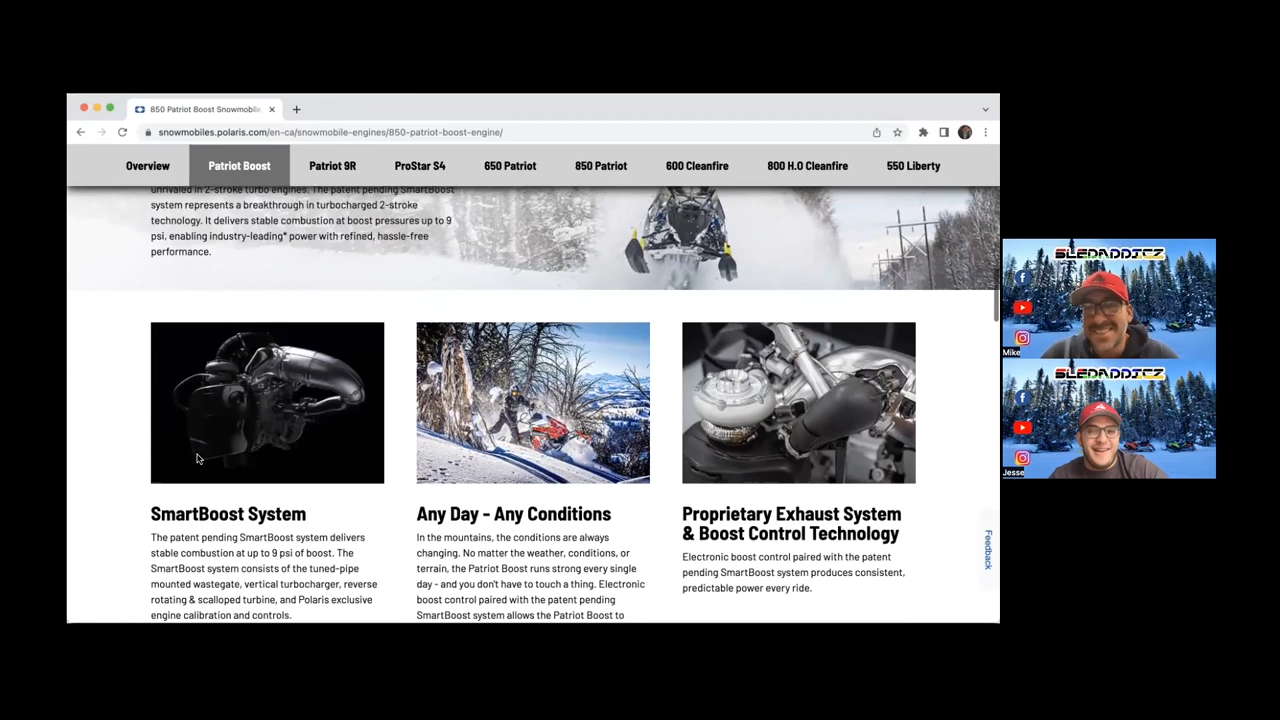 850 Patriot Boost Snowmobile
snowmobiles.polaris.com/en-ca/snowmobile-engines/850-patriot-boost-engine/
Overview Patriot Boost Patriot 9R ProStar S4 650 Patriot 850 Patriot 600 Cleanfire 800 H.O Cleanfire 550 Liberty
unrivaled in 2-stroke turbo engines. The patent pending SmartBoost
system represents a breakthrough in turbocharged 2-stroke
technology. It delivers stable combustion at boost pressures up to 9
psi, enabling industry-leading* power with refined, hassle-free
performance.
SmartBoost System
The patent pending SmartBoost system delivers
stable combustion at up to 9 psi of boost. The
SmartBoost system consists of the tuned-pipe
mounted wastegate, vertical turbocharger, reverse
rotating & scalloped turbine, and Polaris exclusive
engine calibration and controls.
Any Day - Any Conditions
In the mountains, the conditions are always
changing. No matter the weather, conditions, or
terrain, the Patriot Boost runs strong every single
day - and you don't have to touch a thing. Electronic
boost control paired with the patent pending
SmartBoost system allows the Patriot Boost to
Proprietary Exhaust System
& Boost Control Technology
Electronic boost control paired with the patent
pending SmartBoost system produces consistent,
predictable power every ride.
Feedback
SLEDADDICZ
Mike
SLEDADDICZ
Jesse